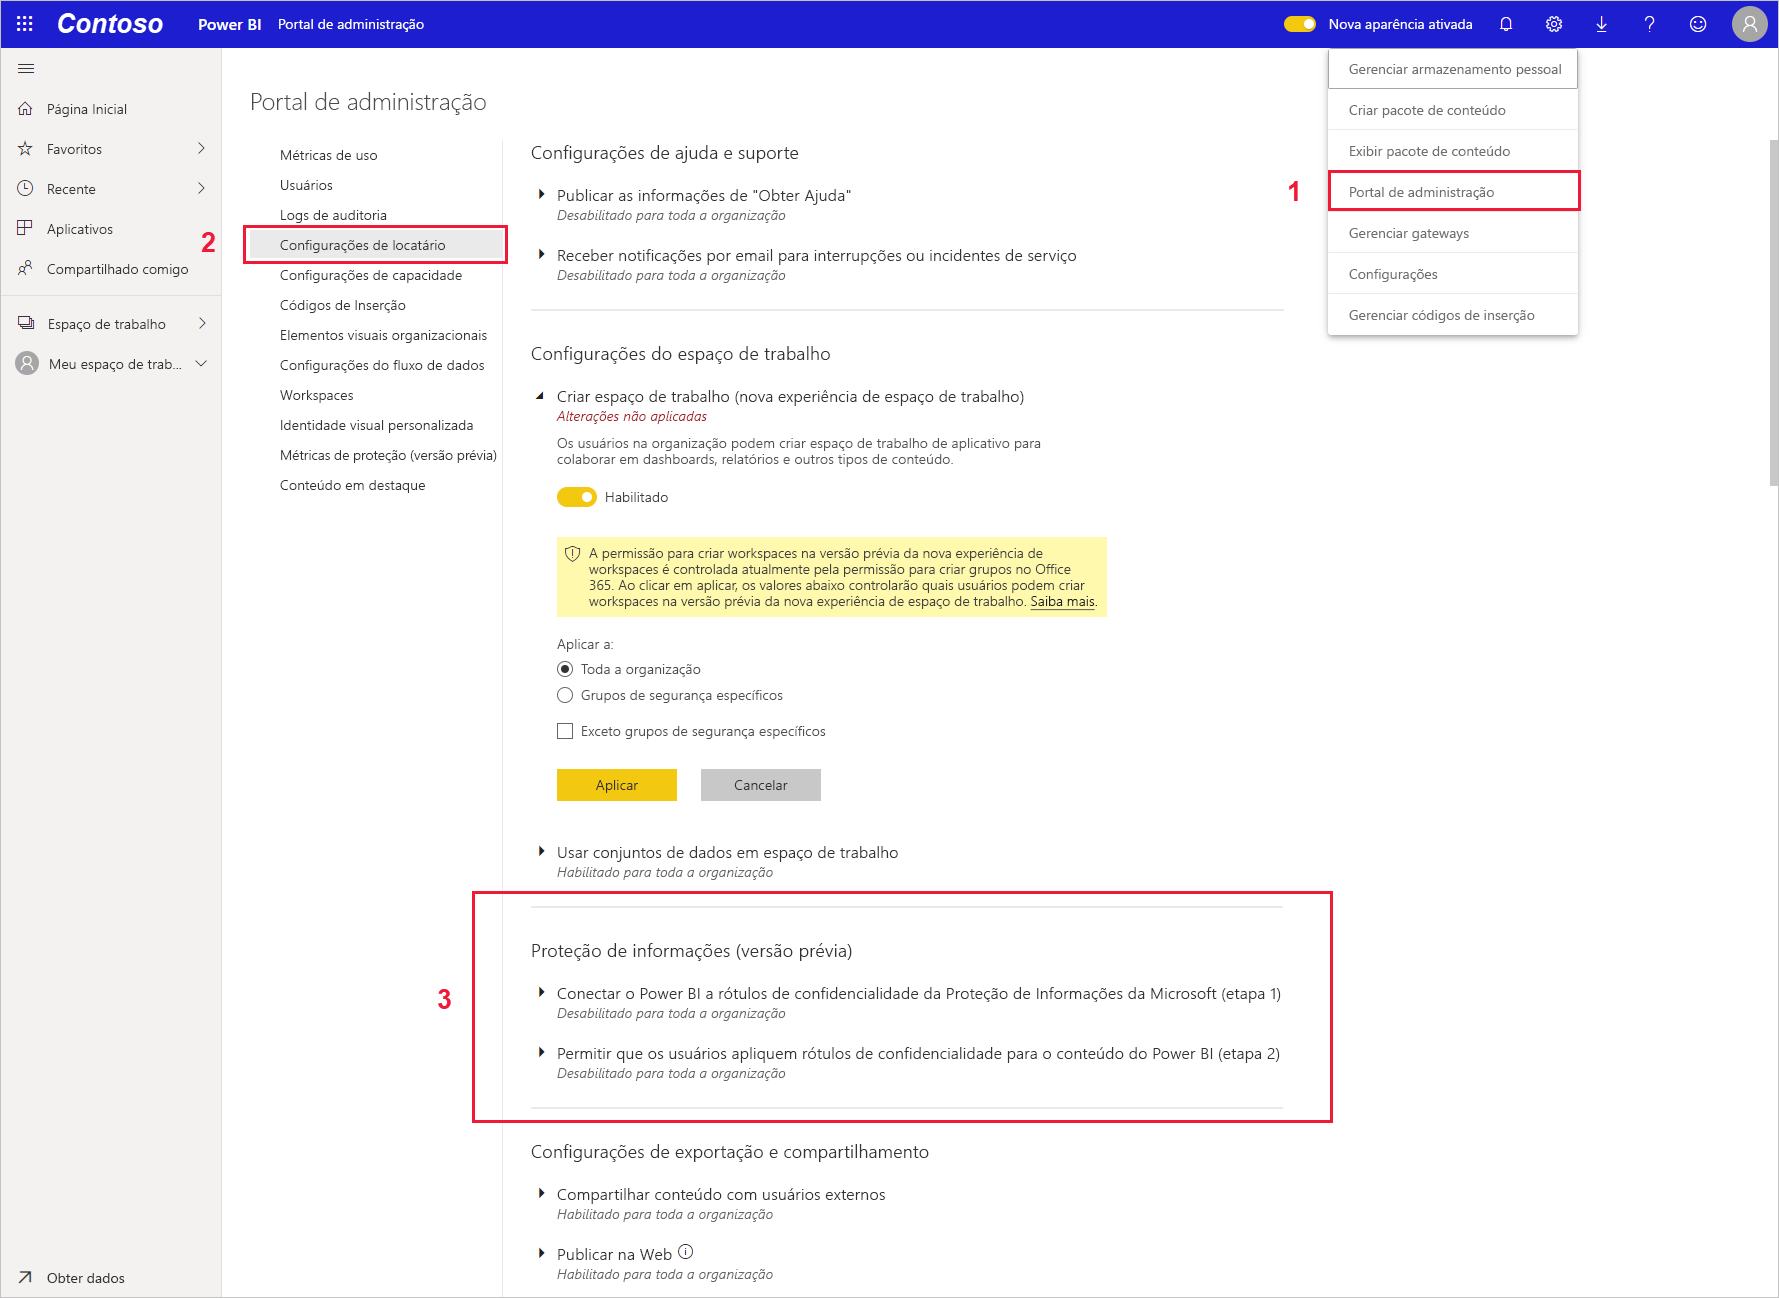 Contoso
Power BI
Portal de administração
Nova aparência ativada
?
Página Inicial
Favoritos
Recente
Aplicativos
Compartilhado comigo
Espaço de trabalho
Meu espaço de trab...
Obter dados
Portal de administração
Métricas de uso
Usuários
Logs de auditoria
2
Configurações de locatário
Configurações de capacidade
Códigos de Inserção
Elementos visuais organizacionais
Configurações do fluxo de dados
Workspaces
Identidade visual personalizada
Métricas de proteção (versão prévia)
Conteúdo em destaque
Configurações de ajuda e suporte
Publicar as informações de "Obter Ajuda"
Desabilitado para toda a organização
Receber notificações por email para interrupções ou incidentes de serviço
Desabilitado para toda a organização
Configurações do espaço de trabalho
Criar espaço de trabalho (nova experiência de espaço de trabalho)
Alterações não aplicadas
Os usuários na organização podem criar espaço de trabalho de aplicativo para
colaborar em dashboards, relatórios e outros tipos de conteúdo.
Habilitado
A permissão para criar workspaces na versão prévia da nova experiência de
workspaces é controlada atualmente pela permissão para criar grupos no Office
365. Ao clicar em aplicar, os valores abaixo controlarão quais usuários podem criar
workspaces na versão prévia da nova experiência de espaço de trabalho. Saiba mais.
Aplicar a:
Toda a organização
Grupos de segurança específicos
Exceto grupos de segurança específicos
Aplicar
Cancelar
Usar conjuntos de dados em espaço de trabalho
Habilitado para toda a organização
3
Proteção de informações (versão prévia)
Conectar o Power BI a rótulos de confidencialidade da Proteção de Informações da Microsoft (etapa 1)
Desabilitado para toda a organização
Permitir que os usuários apliquem rótulos de confidencialidade para o conteúdo do Power BI (etapa 2)
Desabilitado para toda a organização
Configurações de exportação e compartilhamento
Compartilhar conteúdo com usuários externos
Habilitado para toda a organização
Publicar na Web
Habilitado para toda a organização
Gerenciar armazenamento pessoal
Criar pacote de conteúdo
Exibir pacote de conteúdo
1
Portal de administração
Gerenciar gateways
Configurações
Gerenciar códigos de inserção